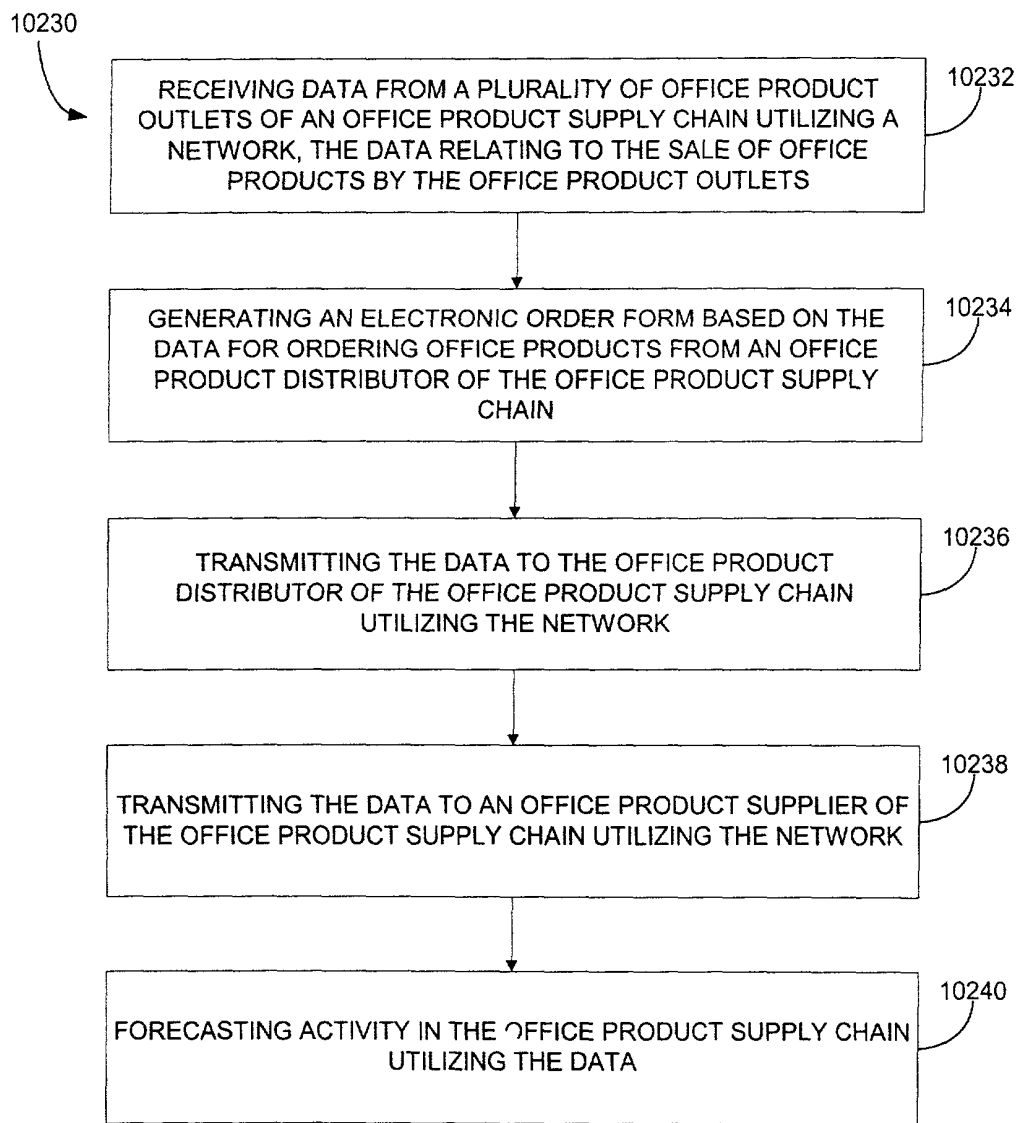 10230
10232
RECEIVING DATA FROM A PLURALITY OF OFFICE PRODUCT
OUTLETS OF AN OFFICE PRODUCT SUPPLY CHAIN UTILIZING A
NETWORK, THE DATA RELATING TO THE SALE OF OFFICE
PRODUCTS BY THE OFFICE PRODUCT OUTLETS
10234
GENERATING AN ELECTRONIC ORDER FORM BASED ON THE
DATA FOR ORDERING OFFICE PRODUCTS FROM AN OFFICE
PRODUCT DISTRIBUTOR OF THE OFFICE PRODUCT SUPPLY
CHAIN
10236
TRANSMITTING THE DATA TO THE OFFICE PRODUCT
DISTRIBUTOR OF THE OFFICE PRODUCT SUPPLY CHAIN
UTILIZING THE NETWORK
10238
TRANSMITTING THE DATA TO AN OFFICE PRODUCT SUPPLIER OF
THE OFFICE PRODUCT SUPPLY CHAIN UTILIZING THE NETWORK
10240
FORECASTING ACTIVITY IN THE OFFICE PRODUCT SUPPLY CHAIN
UTILIZING THE DATA